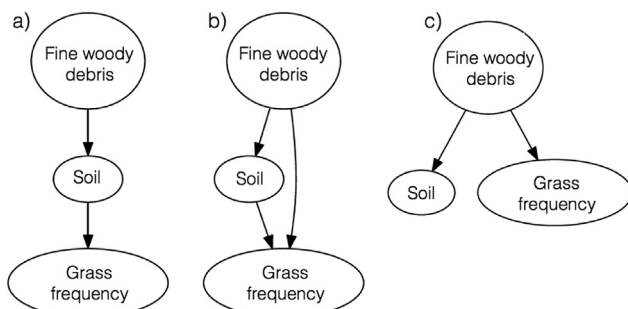 a)
Fine woody
debris
Soil
Grass
frequency
b)
Fine woody
debris
Soil
Grass
frequency
c)
Fine woody
debris
Soil
Grass
frequency